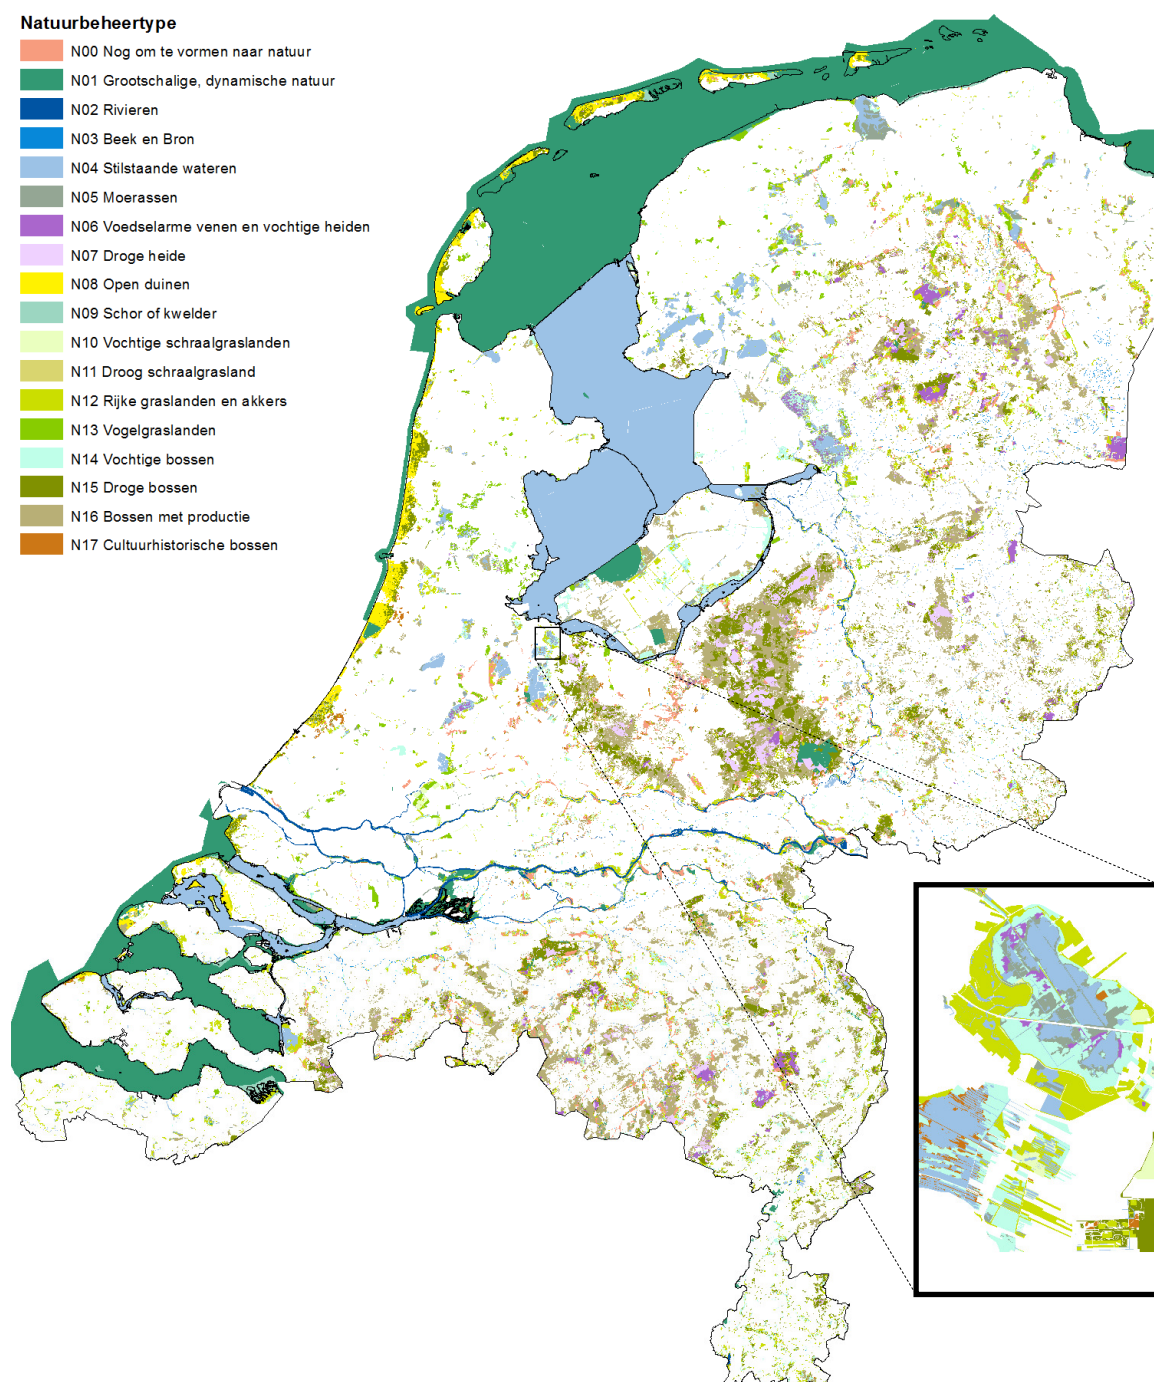 Natuurbeheertype
N00 Nog om te vormen naar natuur
N01 Grootschalige, dynamische natuur
N02 Rivieren
N03 Beek en Bron
N04 Stilstaande wateren
N05 Moerassen
N06 Voedselarme venen en vochtige heiden
N07 Droge heide
N08 Open duinen
N09 Schor of kwelder
N10 Vochtige schraalgraslanden
N11 Droog schraalgrasland
N12 Rijke graslanden en akkers
N13 Vogelgraslanden
N14 Vochtige bossen
N15 Droge bossen
N16 Bossen met productie
N17 Cultuurhistorische bossen